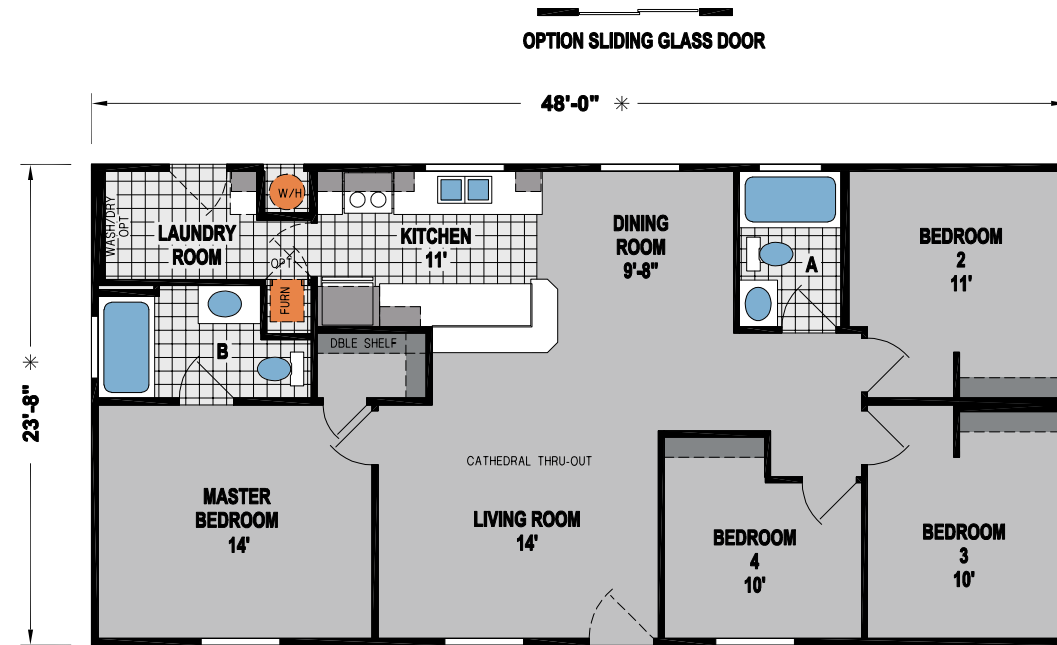 OPTION SLIDING GLASS DOOR
48'-0" ✳
23'-8" ✳
WASH/DRY
OPT
LAUNDRY
ROOM
W/H
OPT
FURN
KITCHEN
11'
DINING
ROOM
9'-8"
A
BEDROOM
2
11'
B
DBLE SHELF
CATHEDRAL THRU-OUT
MASTER
BEDROOM
14'
LIVING ROOM
14'
BEDROOM
4
10'
BEDROOM
3
10'